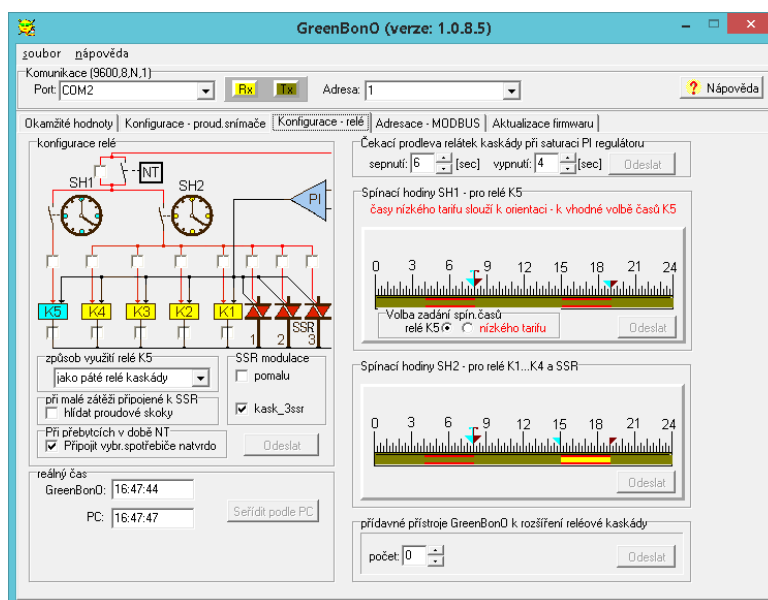 GreenBonO (verze: 1.0.8.5)
soubor nápověda
Komunikace (9600,8,N,1)
Port: COM2 Rx Tx Adresa: 1 ? Nápověda
Okamžité hodnoty Konfigurace - proud.snímače Konfigurace - relé Adresace - MODBUS Aktualizace firmwaru
konfigurace relé
NT
SH1 SH2
PI
K5 K4 K3 K2 K1
SSR
1 2 3
způsob využití relé K5
jako páté relé kaskády
při malé zátěži připojené k SSR
hlídat proudové skoky
Při přebytcích v době NT
Připojit vybr.spotřebiče natvrdo
SSR modulace
pomalu
kask_3ssr
Odeslat
reálný čas
GreenBonO: 16:47:44
PC: 16:47:47
Seřídit podle PC
Čekací prodleva relátek kaskády při saturaci PI regulátoru
sepnutí: 6 [sec] vypnutí: 4 [sec] Odeslat
Spínací hodiny SH1 - pro relé K5
časy nízkého tarifu slouží k orientaci - k vhodné volbě časů K5
0 3 6 9 12 15 18 21 24
Volba zadání spín.časů
relé K5 nízkého tarifu
Odeslat
Spínací hodiny SH2 - pro relé K1...K4 a SSR
0 3 6 9 12 15 18 21 24
Odeslat
přídavné přístroje GreenBonO k rozšíření reléové kaskády
počet: 0 Odeslat